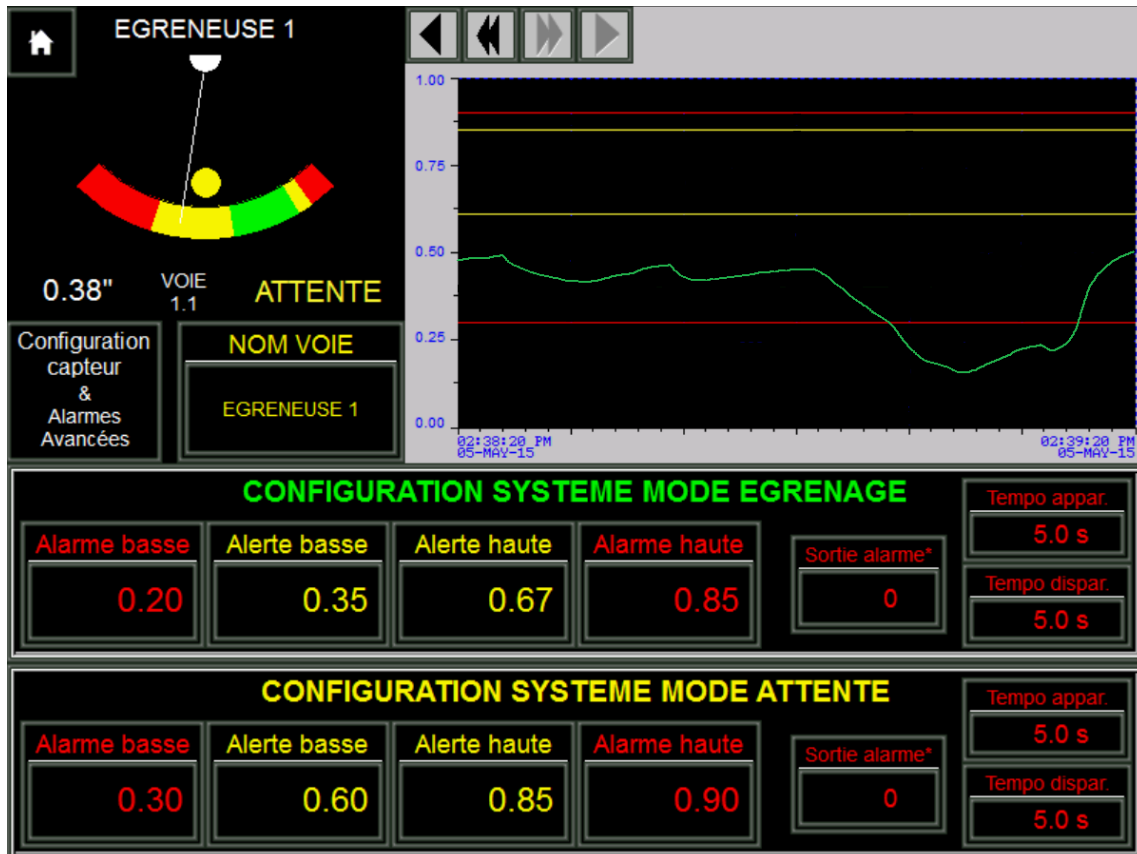 EGRENEUSE 1
0.38"
VOIE
1.1
ATTENTE
Configuration
capteur
&
Alarmes
Avancées
NOM VOIE
EGRENEUSE 1
1.00
0.75
0.50
0.25
0.00
02:38:20 PM
05-MAY-15
02:39:20 PM
05-MAY-15
CONFIGURATION SYSTEME MODE EGRENAGE
Alarme basse
0.20
Alerte basse
0.35
Alerte haute
0.67
Alarme haute
0.85
Sortie alarme*
0
Tempo appar.
5.0 s
Tempo dispar.
5.0 s
CONFIGURATION SYSTEME MODE ATTENTE
Alarme basse
0.30
Alerte basse
0.60
Alerte haute
0.85
Alarme haute
0.90
Sortie alarme*
0
Tempo appar.
5.0 s
Tempo dispar.
5.0 s